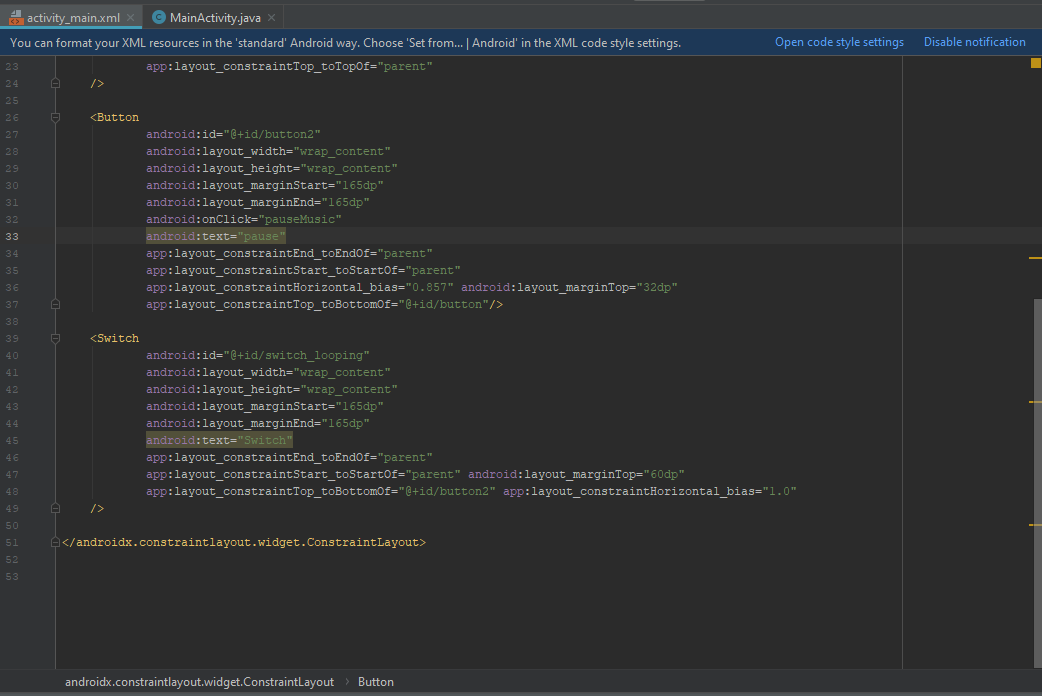 activity_main.xml MainActivity.java
You can format your XML resources in the 'standard' Android way. Choose 'Set from... | Android' in the XML code style settings. Open code style settings Disable notification
23 app:layout_constraintTop_toTopOf="parent"
24 />
25
26 <Button
27 android:id="@+id/button2"
28 android:layout_width="wrap_content"
29 android:layout_height="wrap_content"
30 android:layout_marginStart="165dp"
31 android:layout_marginEnd="165dp"
32 android:onClick="pauseMusic"
33 android:text="pause"
34 app:layout_constraintEnd_toEndOf="parent"
35 app:layout_constraintStart_toStartOf="parent"
36 app:layout_constraintHorizontal_bias="0.857" android:layout_marginTop="32dp"
37 app:layout_constraintTop_toBottomOf="@+id/button"/>
38
39 <Switch
40 android:id="@+id/switch_looping"
41 android:layout_width="wrap_content"
42 android:layout_height="wrap_content"
43 android:layout_marginStart="165dp"
44 android:layout_marginEnd="165dp"
45 android:text="Switch"
46 app:layout_constraintEnd_toEndOf="parent"
47 app:layout_constraintStart_toStartOf="parent" android:layout_marginTop="60dp"
48 app:layout_constraintTop_toBottomOf="@+id/button2" app:layout_constraintHorizontal_bias="1.0"
49 />
50
51 </androidx.constraintlayout.widget.ConstraintLayout>
52
53
androidx.constraintlayout.widget.ConstraintLayout › Button